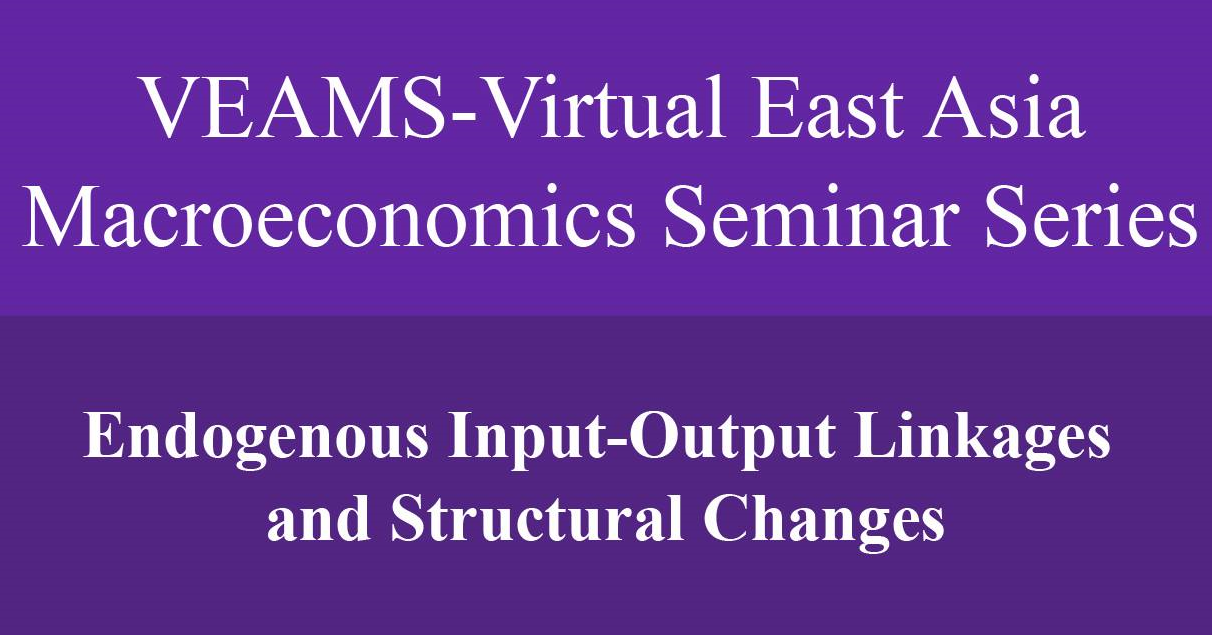 VEAMS-Virtual East Asia
Macroeconomics Seminar Series
Endogenous Input-Output Linkages
and Structural Changes